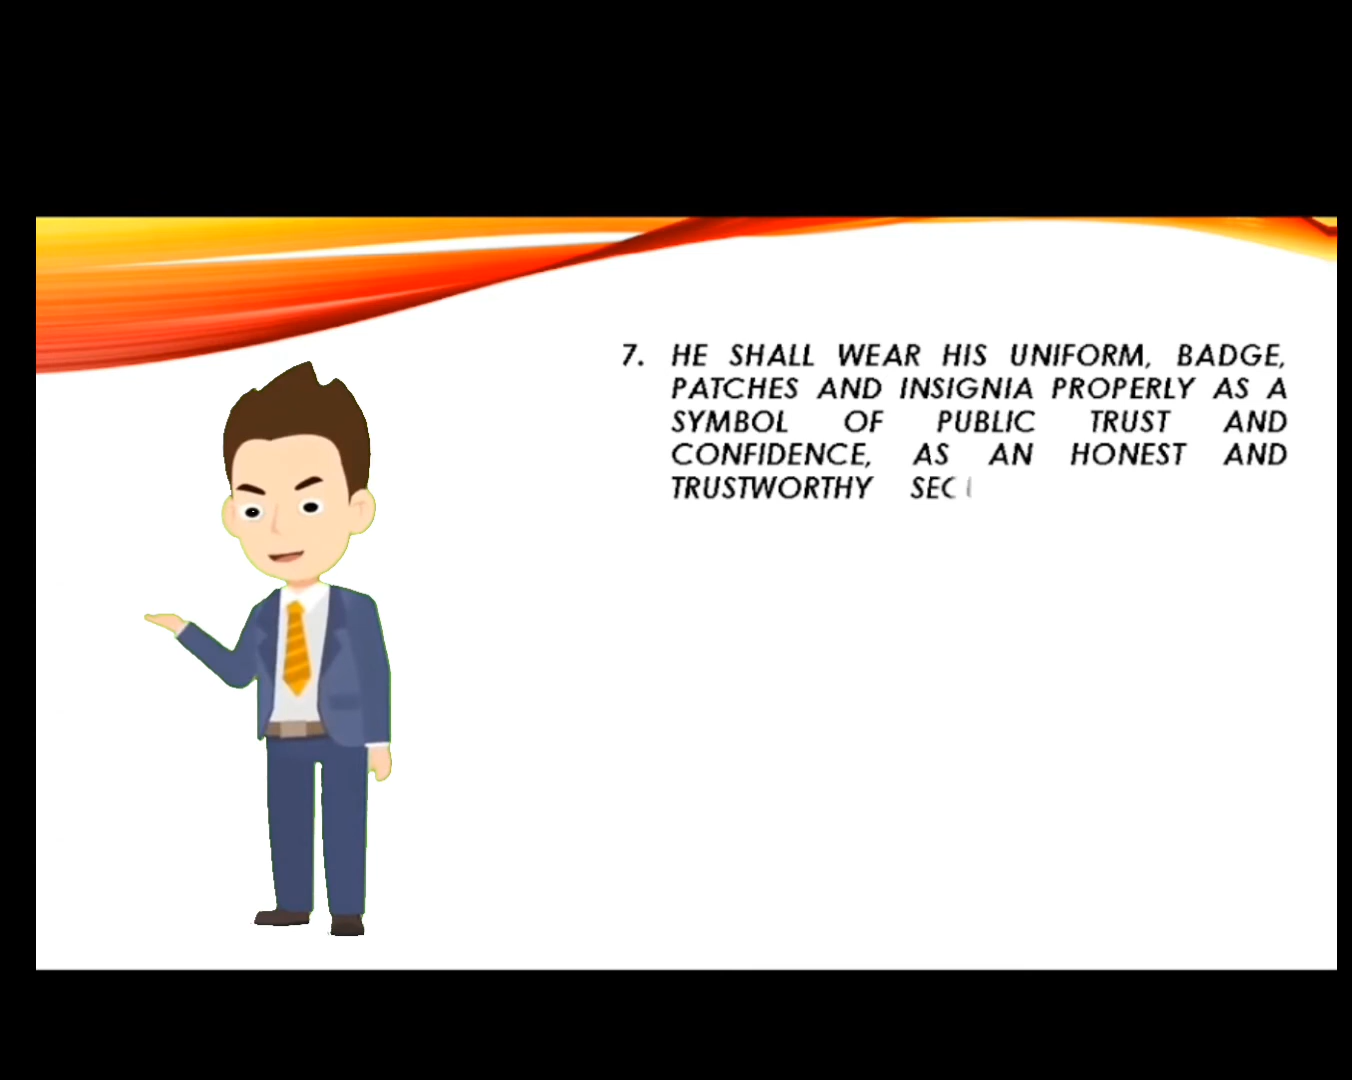 7. HE SHALL WEAR HIS UNIFORM, BADGE,
PATCHES AND INSIGNIA PROPERLY AS A
SYMBOL OF PUBLIC TRUST AND
CONFIDENCE, AS AN HONEST AND
TRUSTWORTHY SEC